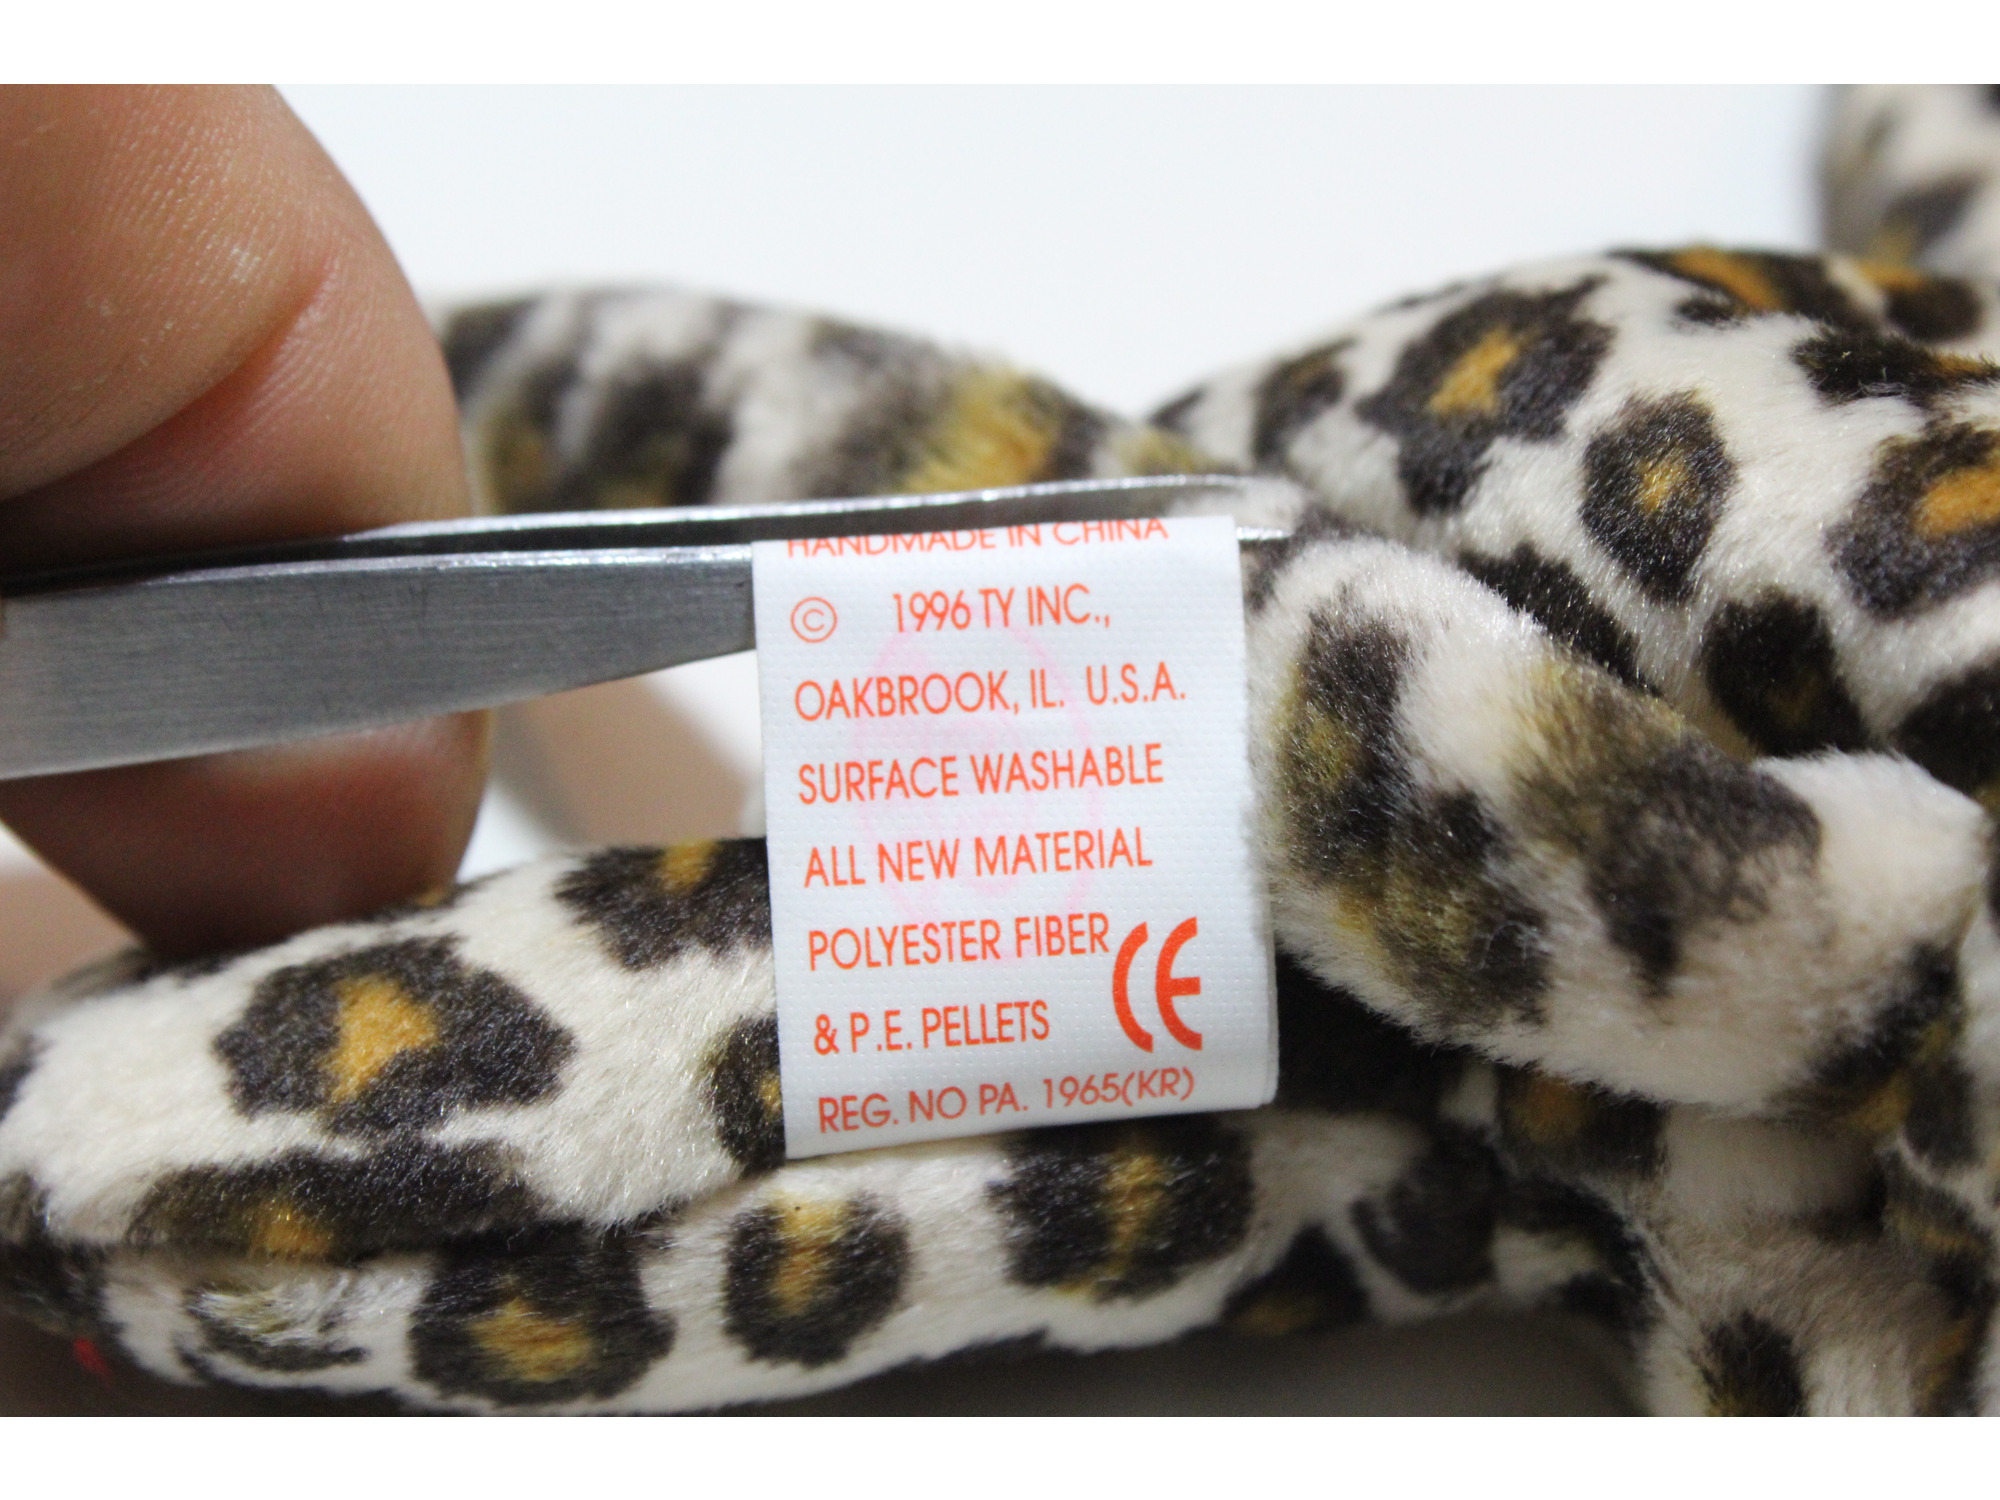 HANDMADE IN CHINA
© 1996 TY INC.,
OAKBROOK, IL. U.S.A.
SURFACE WASHABLE
ALL NEW MATERIAL
POLYESTER FIBER
& P.E. PELLETS CE
REG. NO PA. 1965(KR)